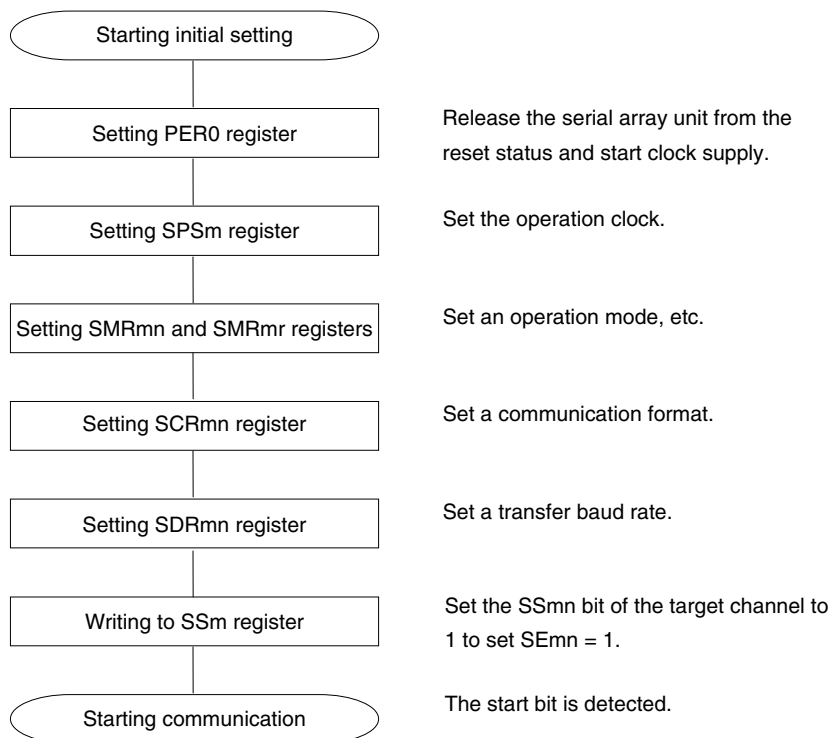 Starting initial setting
Setting PER0 register
Release the serial array unit from the
reset status and start clock supply.
Setting SPSm register
Set the operation clock.
Setting SMRmn and SMRmr registers
Set an operation mode, etc.
Setting SCRmn register
Set a communication format.
Setting SDRmn register
Set a transfer baud rate.
Writing to SSm register
Set the SSmn bit of the target channel to
1 to set SEmn = 1.
Starting communication
The start bit is detected.